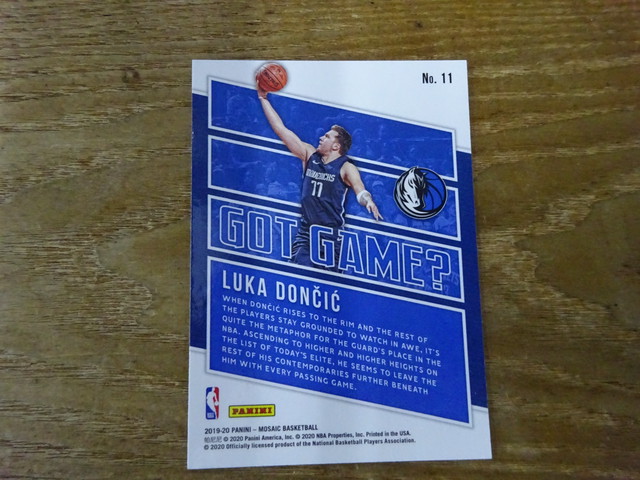 No. 11
MAVERICKS
77
GOT GAME?
LUKA DONČIĆ
WHEN DONČIĆ RISES TO THE RIM AND THE REST OF
THE PLAYERS STAY GROUNDED TO WATCH IN AWE, IT'S
QUITE THE METAPHOR FOR THE GUARD'S PLACE IN THE
NBA. ASCENDING TO HIGHER AND HIGHER HEIGHTS ON
THE LIST OF TODAY'S ELITE, HE SEEMS TO LEAVE THE
REST OF HIS CONTEMPORARIES FURTHER BENEATH
HIM WITH EVERY PASSING GAME.
PANINI
2019-20 PANINI – MOSAIC BASKETBALL
帕尼尼 © 2020 Panini America, Inc. © 2020 NBA Properties, Inc. Printed in the USA.
© 2020 Officially licensed product of the National Basketball Players Association.